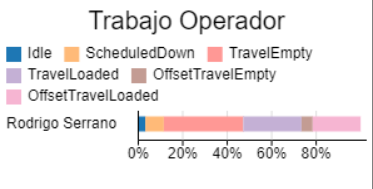 Trabajo Operador
Idle ScheduledDown TravelEmpty
TravelLoaded OffsetTravelEmpty
OffsetTravelLoaded
Rodrigo Serrano
0% 20% 40% 60% 80%